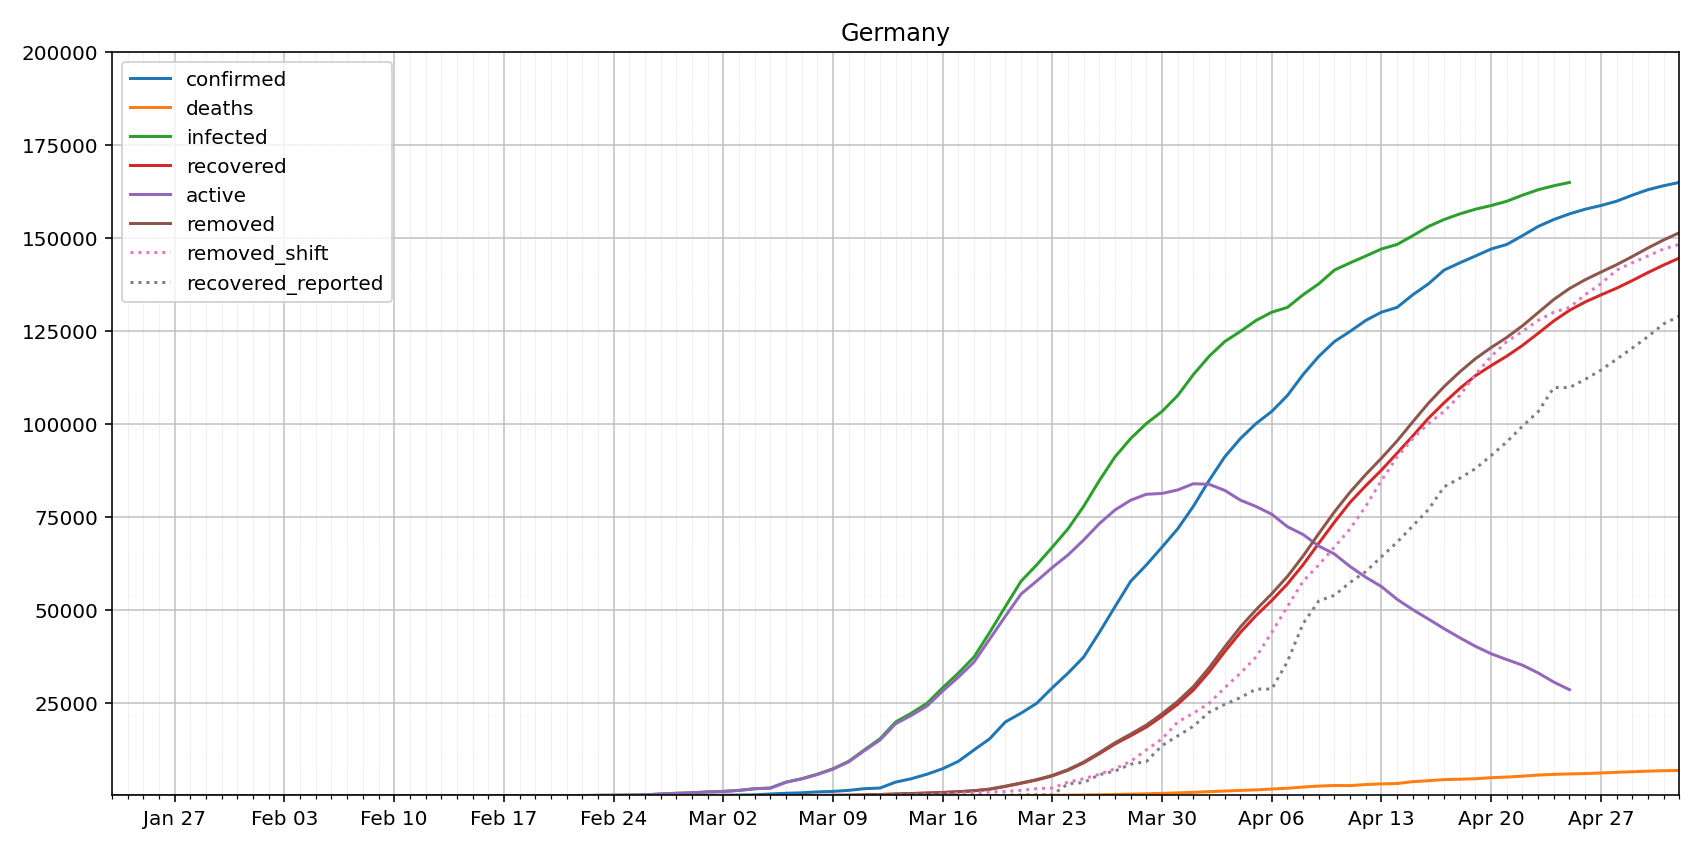 Germany
200000
175000
150000
125000
100000
75000
50000
25000
confirmed
deaths
infected
recovered
active
removed
removed_shift
recovered_reported
Jan 27 Feb 03 Feb 10 Feb 17 Feb 24 Mar 02 Mar 09 Mar 16 Mar 23 Mar 30 Apr 06 Apr 13 Apr 20 Apr 27